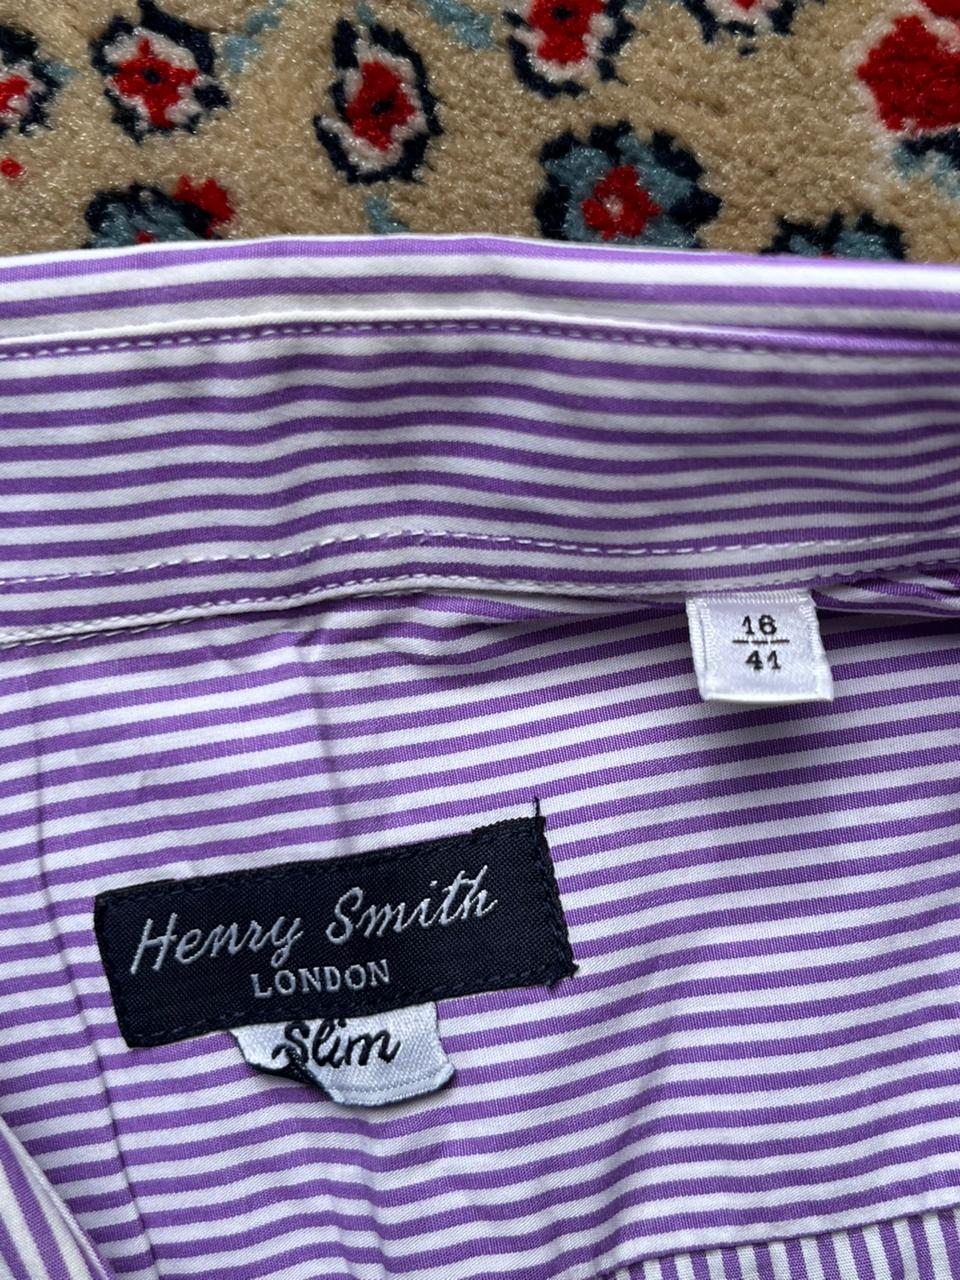 16
41
Henry Smith
LONDON
Slim